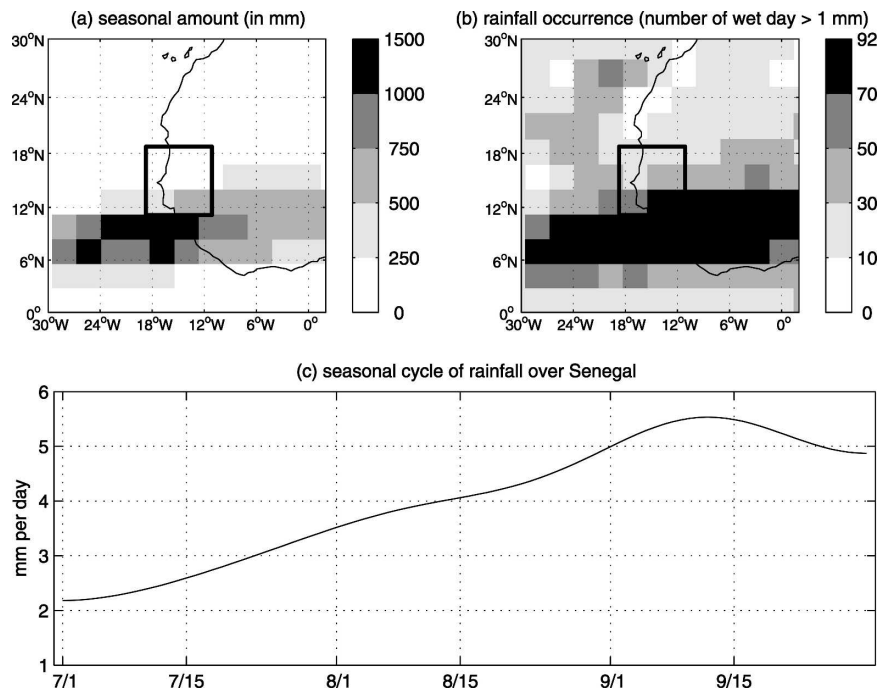 (a) seasonal amount (in mm)
(b) rainfall occurrence (number of wet day > 1 mm)
30°N
24°N
18°N
12°N
6°N
0°
30°W 24°W 18°W 12°W 6°W 0°
1500
1000
750
500
250
0
30°N
24°N
18°N
12°N
6°N
0°
30°W 24°W 18°W 12°W 6°W 0°
92
70
50
30
10
0
(c) seasonal cycle of rainfall over Senegal
mm per day
6
5
4
3
2
1
7/1 7/15 8/1 8/15 9/1 9/15